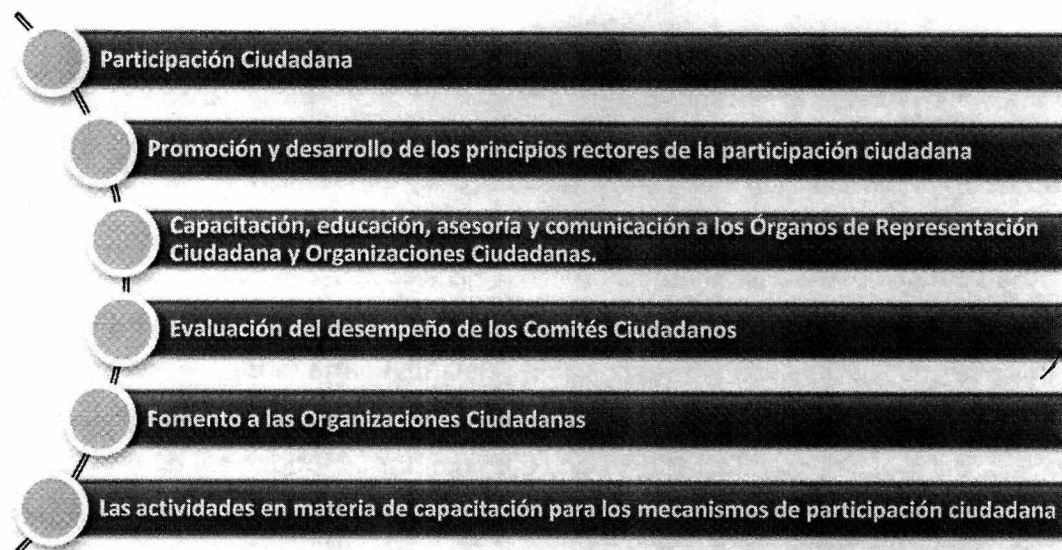 Participación Ciudadana
Promoción y desarrollo de los principios rectores de la participación ciudadana
Capacitación, educación, asesoría y comunicación a los Órganos de Representación
Ciudadana y Organizaciones Ciudadanas.
Evaluación del desempeño de los Comités Ciudadanos
Fomento a las Organizaciones Ciudadanas
Las actividades en materia de capacitación para los mecanismos de participación ciudadana